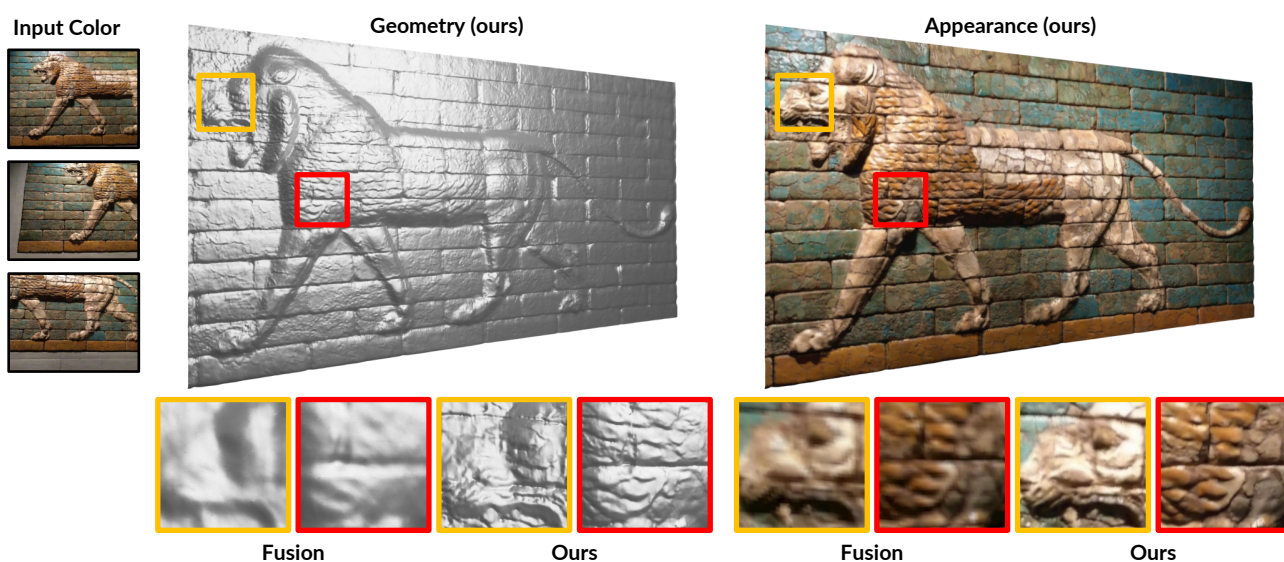 Input Color
Geometry (ours)
Appearance (ours)
Fusion
Ours
Fusion
Ours